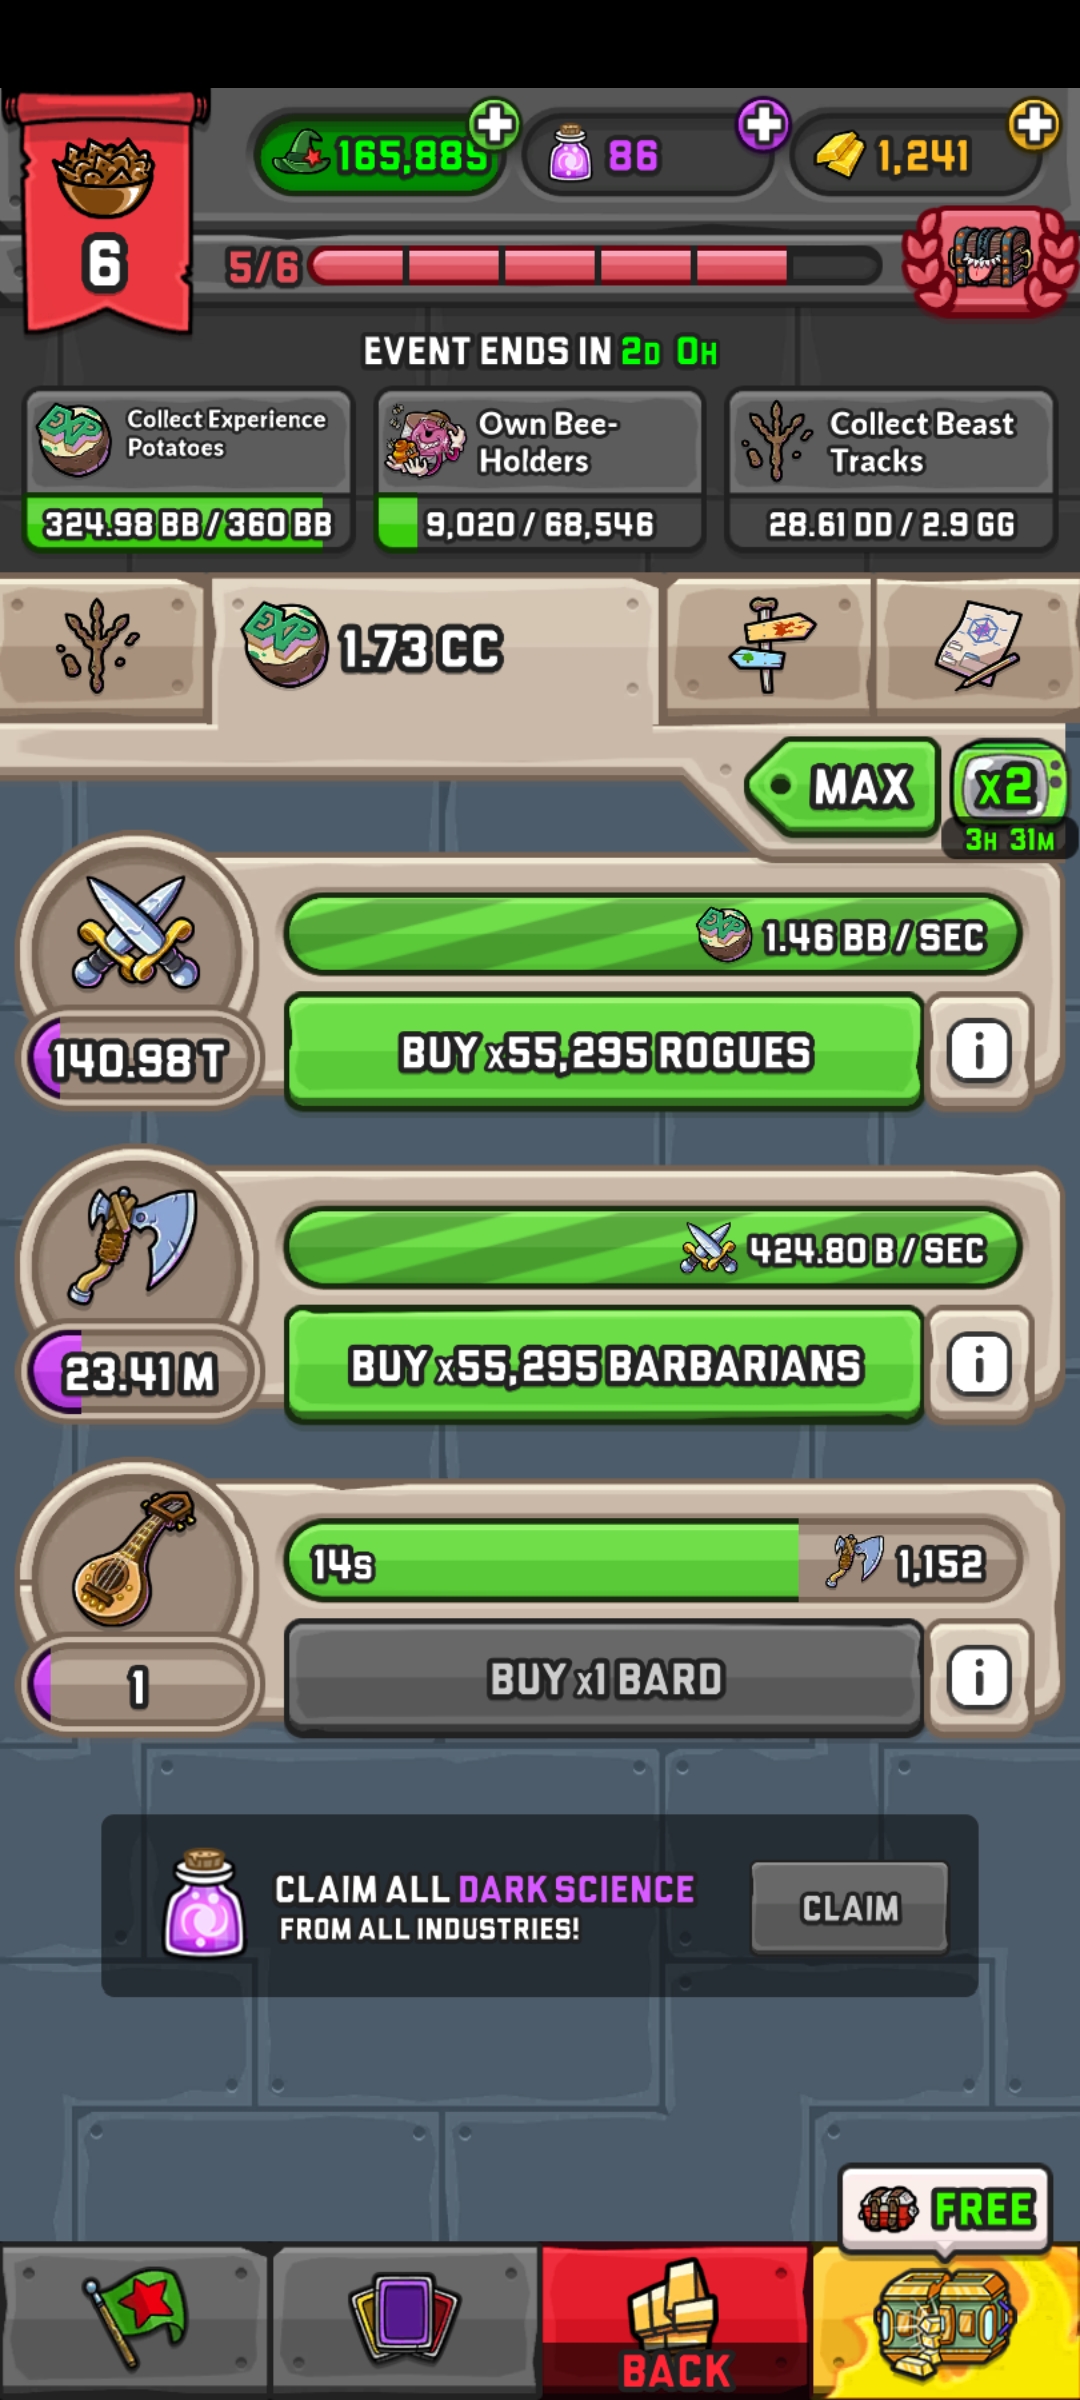 165,885
86
1,241
6
5/6
EVENT ENDS IN 2D 0H
Collect Experience
Potatoes
324.98 BB / 360 BB
Own Bee-
Holders
9,020 / 68,546
Collect Beast
Tracks
28.61 DD / 2.9 GG
EXP
1.73 CC
MAX
x2
3H 31M
1.46 BB / SEC
140.98 T
BUY x55,295 ROGUES
i
424.80 B / SEC
23.41 M
BUY x55,295 BARBARIANS
i
14s
1,152
1
BUY x1 BARD
i
CLAIM ALL DARK SCIENCE
FROM ALL INDUSTRIES!
CLAIM
FREE
BACK